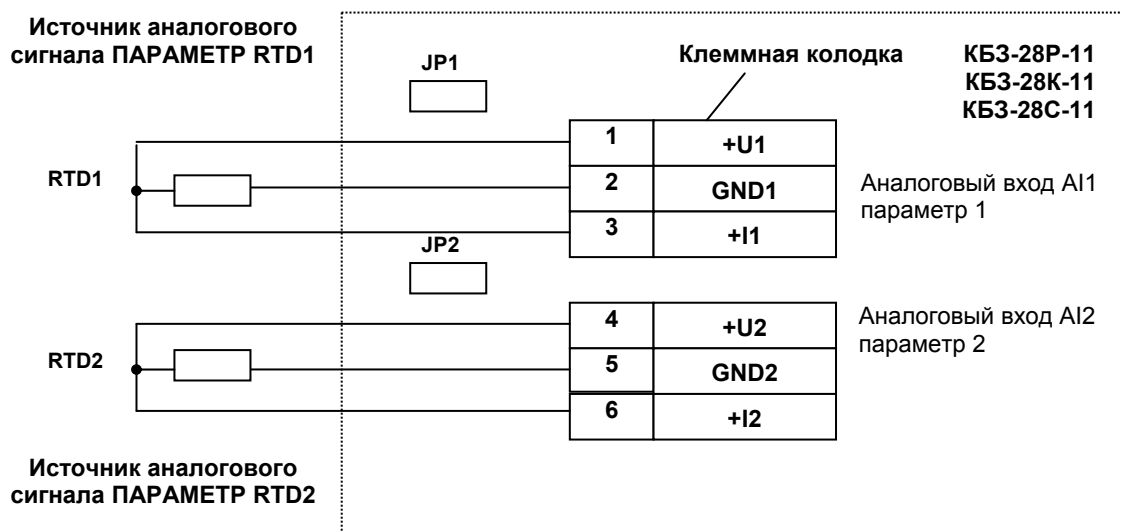 Источник аналогового
сигнала ПАРАМЕТР RTD1
JP1
Клеммная колодка
КБЗ-28Р-11
КБЗ-28К-11
КБЗ-28С-11
1 +U1
RTD1
2 GND1
Аналоговый вход AI1
параметр 1
3 +I1
JP2
4 +U2
Аналоговый вход AI2
параметр 2
RTD2
5 GND2
6 +I2
Источник аналогового
сигнала ПАРАМЕТР RTD2